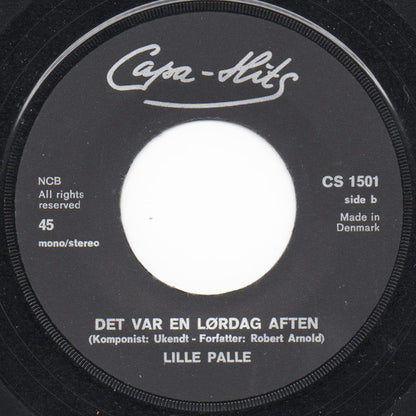 Capa-Hits
NCB
All rights
reserved
45
mono/stereo
CS 1501
side b
Made in
Denmark
DET VAR EN LØRDAG AFTEN
(Komponist: Ukendt - Forfatter: Robert Arnold)
LILLE PALLE